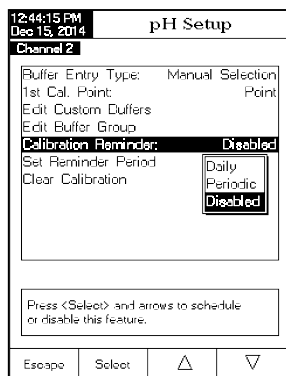 12:44:15 PM
Dec 15, 2014
pH Setup
Channel 2
Buffer Entry Type: Manual Selection
1st Cal. Point: Point
Edit Custom Duffers
Edit Buffer Group
Calibration Reminder: Disabled
Set Reminder Period
Clear Calibration
Daily
Periodic
Disabled
Press <Select> and arrows to schedule
or disable this feature.
Escape Select △ ▽